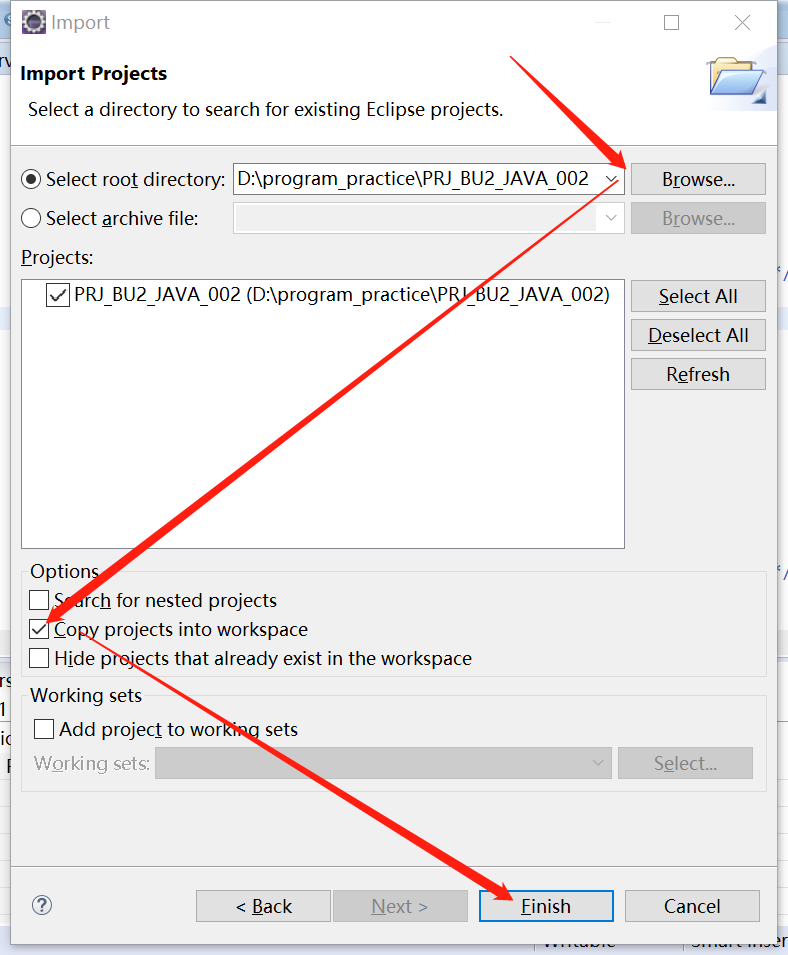 Import
Import Projects
Select a directory to search for existing Eclipse projects.
Select root directory: D:\program_practice\PRJ_BU2_JAVA_002 Browse...
Select archive file: Browse...
Projects:
PRJ_BU2_JAVA_002 (D:\program_practice\PRJ_BU2_JAVA_002)
Select All
Deselect All
Refresh
Options
Search for nested projects
Copy projects into workspace
Hide projects that already exist in the workspace
Working sets
Add project to working sets
Working sets: Select...
? < Back Next > Finish Cancel